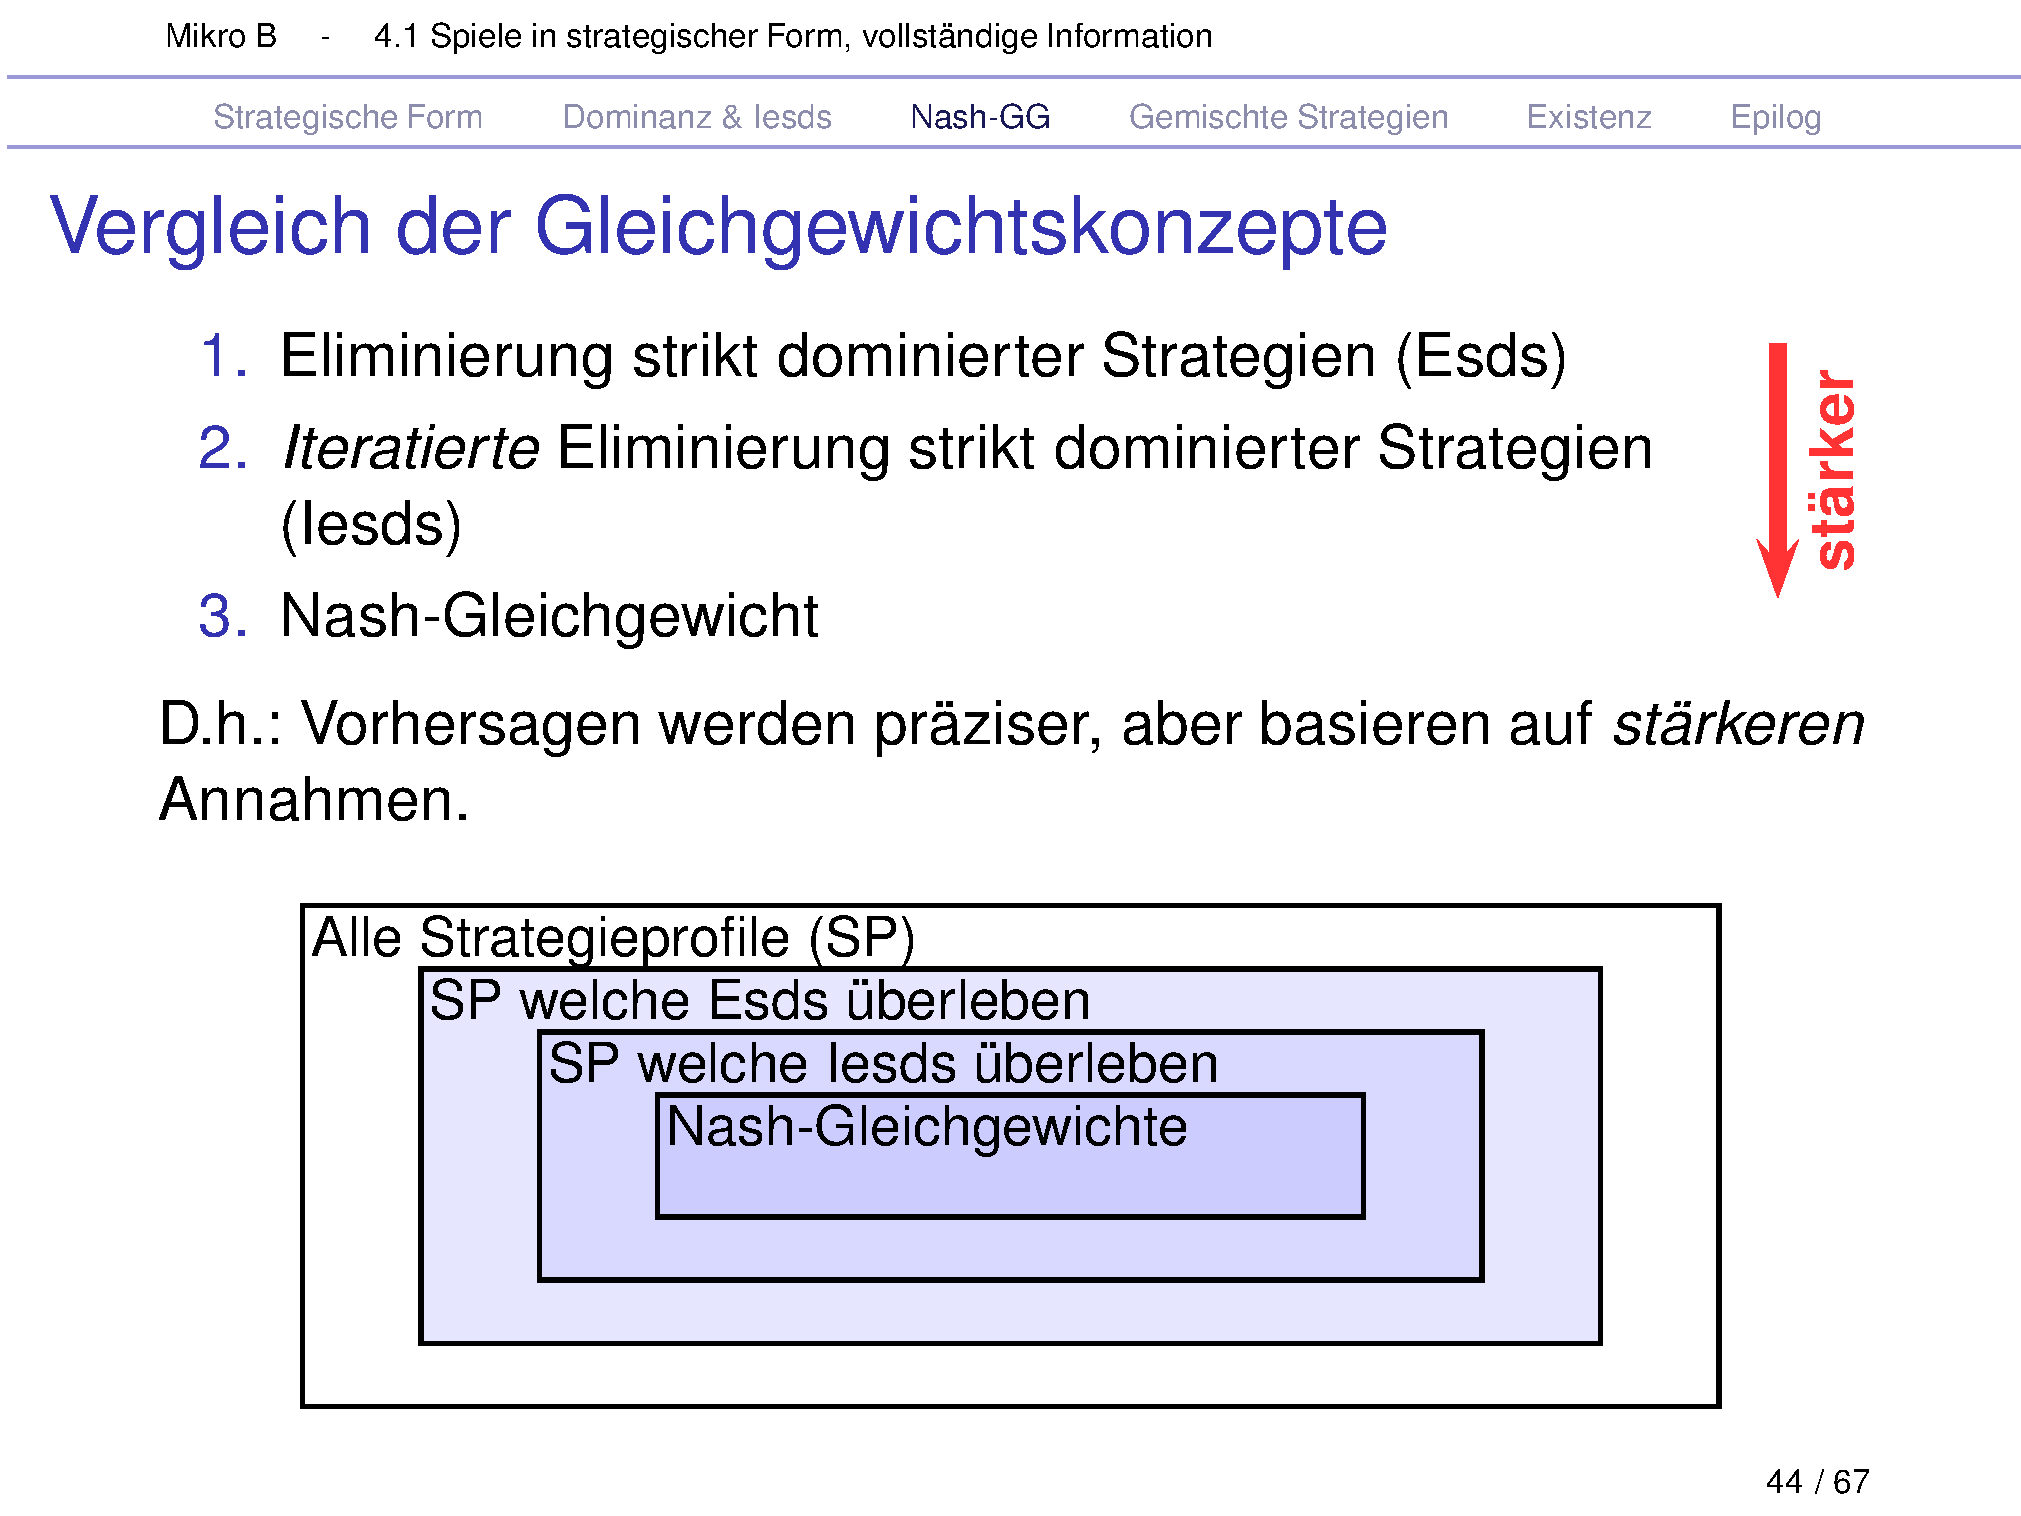 Mikro B - 4.1 Spiele in strategischer Form, vollständige Information
Strategische Form Dominanz & Iesds Nash-GG Gemischte Strategien Existenz Epilog
Vergleich der Gleichgewichtskonzepte
1. Eliminierung strikt dominierter Strategien (Esds)
2. Iteratierte Eliminierung strikt dominierter Strategien
(Iesds)
3. Nash-Gleichgewicht
stärker
D.h.: Vorhersagen werden präziser, aber basieren auf stärkeren
Annahmen.
Alle Strategieprofile (SP)
SP welche Esds überleben
SP welche Iesds überleben
Nash-Gleichgewichte
44 / 67